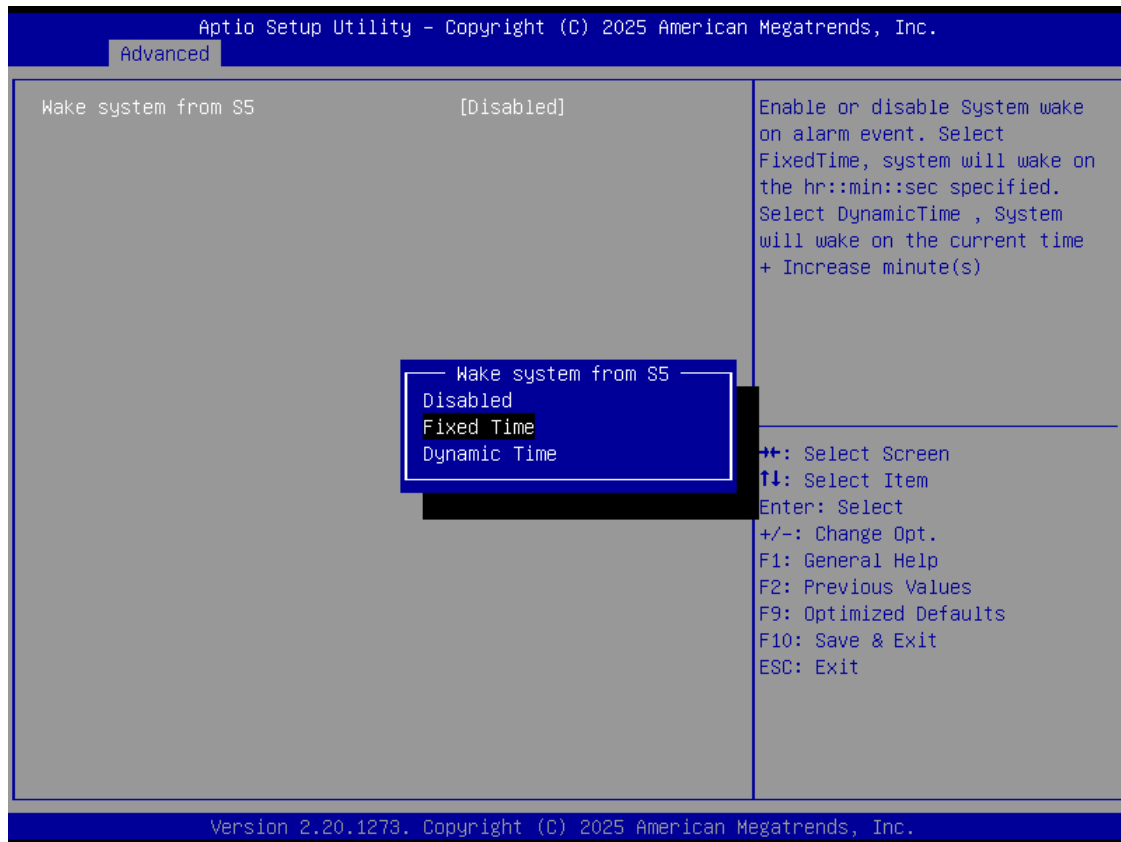 Aptio Setup Utility – Copyright (C) 2025 American Megatrends, Inc.
Advanced
Wake system from S5 [Disabled]
Enable or disable System wake
on alarm event. Select
FixedTime, system will wake on
the hr::min::sec specified.
Select DynamicTime , System
will wake on the current time
+ Increase minute(s)
Wake system from S5
Disabled
Fixed Time
Dynamic Time
→←: Select Screen
↑↓: Select Item
Enter: Select
+/-: Change Opt.
F1: General Help
F2: Previous Values
F9: Optimized Defaults
F10: Save & Exit
ESC: Exit
Version 2.20.1273. Copyright (C) 2025 American Megatrends, Inc.